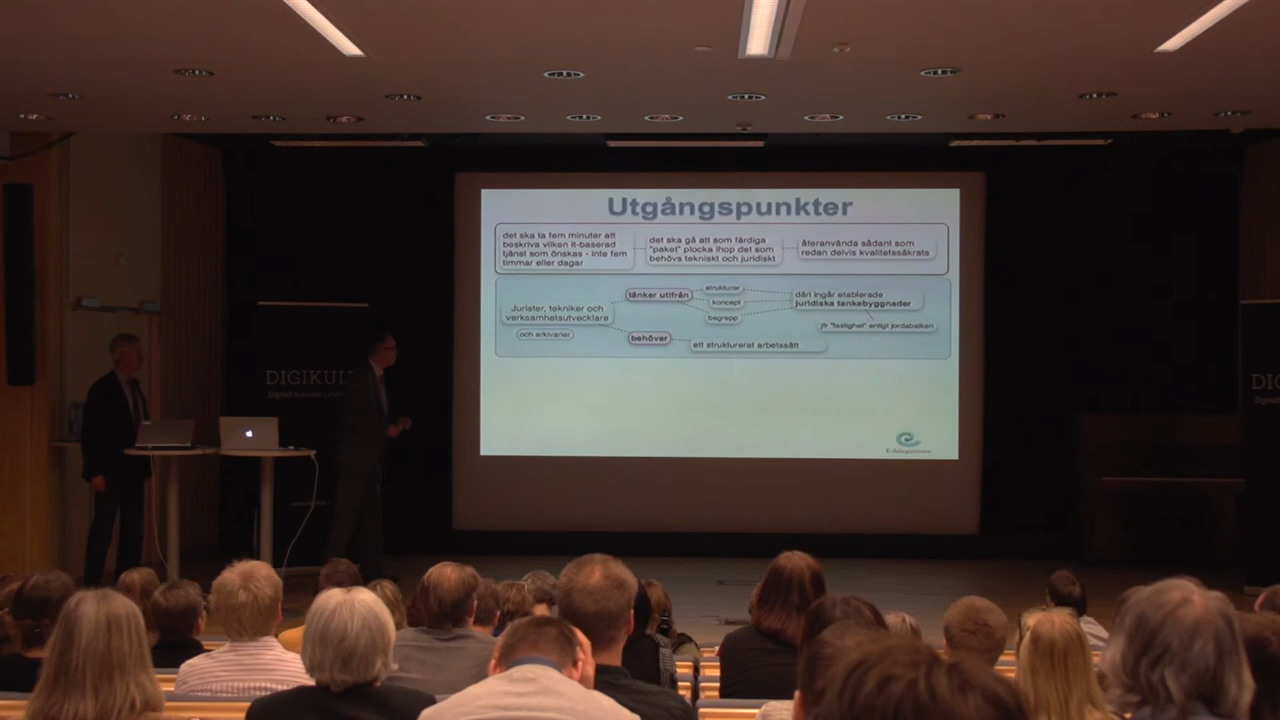 Utgångspunkter
det ska ta fem minuter att
beskriva vilken it-baserad
tjänst som önskas - inte fem
timmar eller dagar
det ska gå att som färdiga
"paket" plocka ihop det som
behövs tekniskt och juridiskt
återanvända sådant som
redan delvis kvalitetssäkrats
Jurister, tekniker och
verksamhetsutvecklare
och arkivarier
tänker utifrån
strukturer
koncept
begrepp
däri ingår etablerade
juridiska tankebyggnader
jfr "fastighet" enligt jordabalken
behöver
ett strukturerat arbetssätt
E-delegationen
DIGIKULT
DIGI